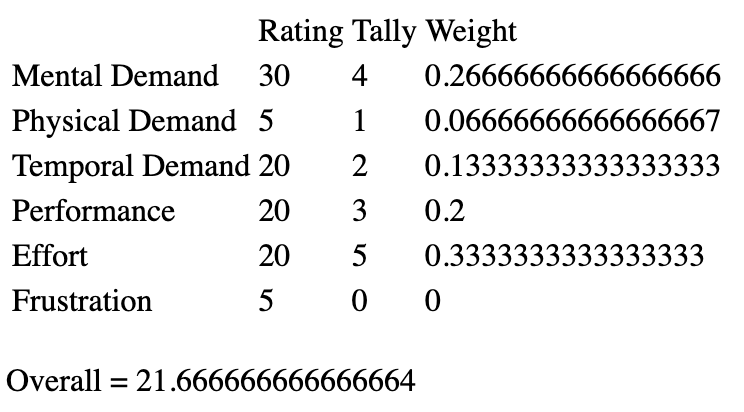 Rating Tally Weight
Mental Demand 30 4 0.26666666666666666
Physical Demand 5 1 0.06666666666666667
Temporal Demand 20 2 0.13333333333333333
Performance 20 3 0.2
Effort 20 5 0.3333333333333333
Frustration 5 0 0
Overall = 21.666666666666664